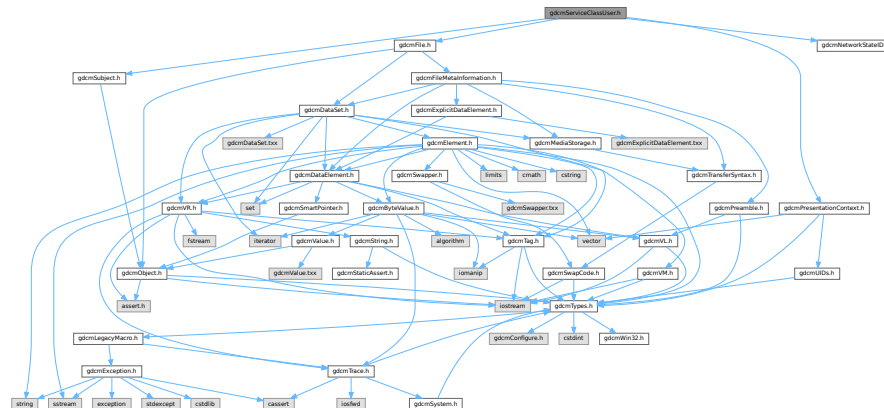 gdcmServiceClassUser.h
gdcmFile.h
gdcmNetworkStateID
gdcmSubject.h
gdcmFileMetaInformation.h
gdcmDataSet.h
gdcmExplicitDataElement.h
gdcmDataSet.txx
gdcmElement.h
gdcmMediaStorage.h
gdcmExplicitDataElement.txx
gdcmDataElement.h
gdcmSwapper.h
limits
cmath
cstring
gdcmTransferSyntax.h
gdcmVR.h
set
gdcmSmartPointer.h
gdcmByteValue.h
gdcmSwapper.txx
gdcmPreamble.h
gdcmPresentationContext.h
fstream
iterator
gdcmValue.h
gdcmString.h
algorithm
gdcmTag.h
vector
gdcmVL.h
gdcmObject.h
gdcmValue.txx
gdcmStaticAssert.h
iomanip
gdcmSwapCode.h
gdcmVM.h
gdcmUIDs.h
assert.h
iostream
gdcmTypes.h
gdcmLegacyMacro.h
gdcmConfigure.h
cstdint
gdcmWin32.h
gdcmException.h
gdcmTrace.h
string
sstream
exception
stdexcept
cstdlib
cassert
iosfwd
gdcmSystem.h